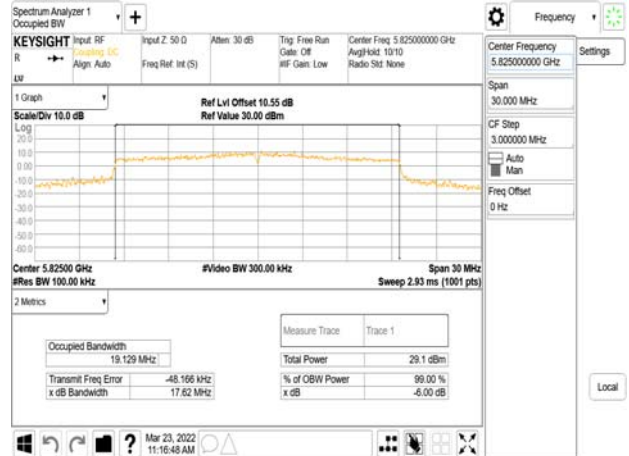 Spectrum Analyzer 1
Occupied BW
+
Frequency
KEYSIGHT
R
Input: RF
Coupling: DC
Align: Auto
Input Z: 50 Ω
Freq Ref: Int (S)
Atten: 30 dB
Trig: Free Run
Gate: Off
#IF Gain: Low
Center Freq: 5.825000000 GHz
Avg|Hold: 10/10
Radio Std: None
Center Frequency
5.825000000 GHz
Settings
Span
30.000 MHz
CF Step
3.000000 MHz
Auto
Man
Freq Offset
0 Hz
Local
1 Graph
Scale/Div 10.0 dB
Ref Lvl Offset 10.55 dB
Ref Value 30.00 dBm
Log
20.0
10.0
0.00
-10.0
-20.0
-30.0
-40.0
-50.0
-60.0
Center 5.82500 GHz
#Res BW 100.00 kHz
#Video BW 300.00 kHz
Span 30 MHz
Sweep 2.93 ms (1001 pts)
2 Metrics
Measure Trace Trace 1
Occupied Bandwidth
19.129 MHz
Total Power 29.1 dBm
Transmit Freq Error -48.166 kHz
% of OBW Power 99.00 %
x dB Bandwidth 17.62 MHz
x dB -6.00 dB
?
Mar 23, 2022
11:16:48 AM